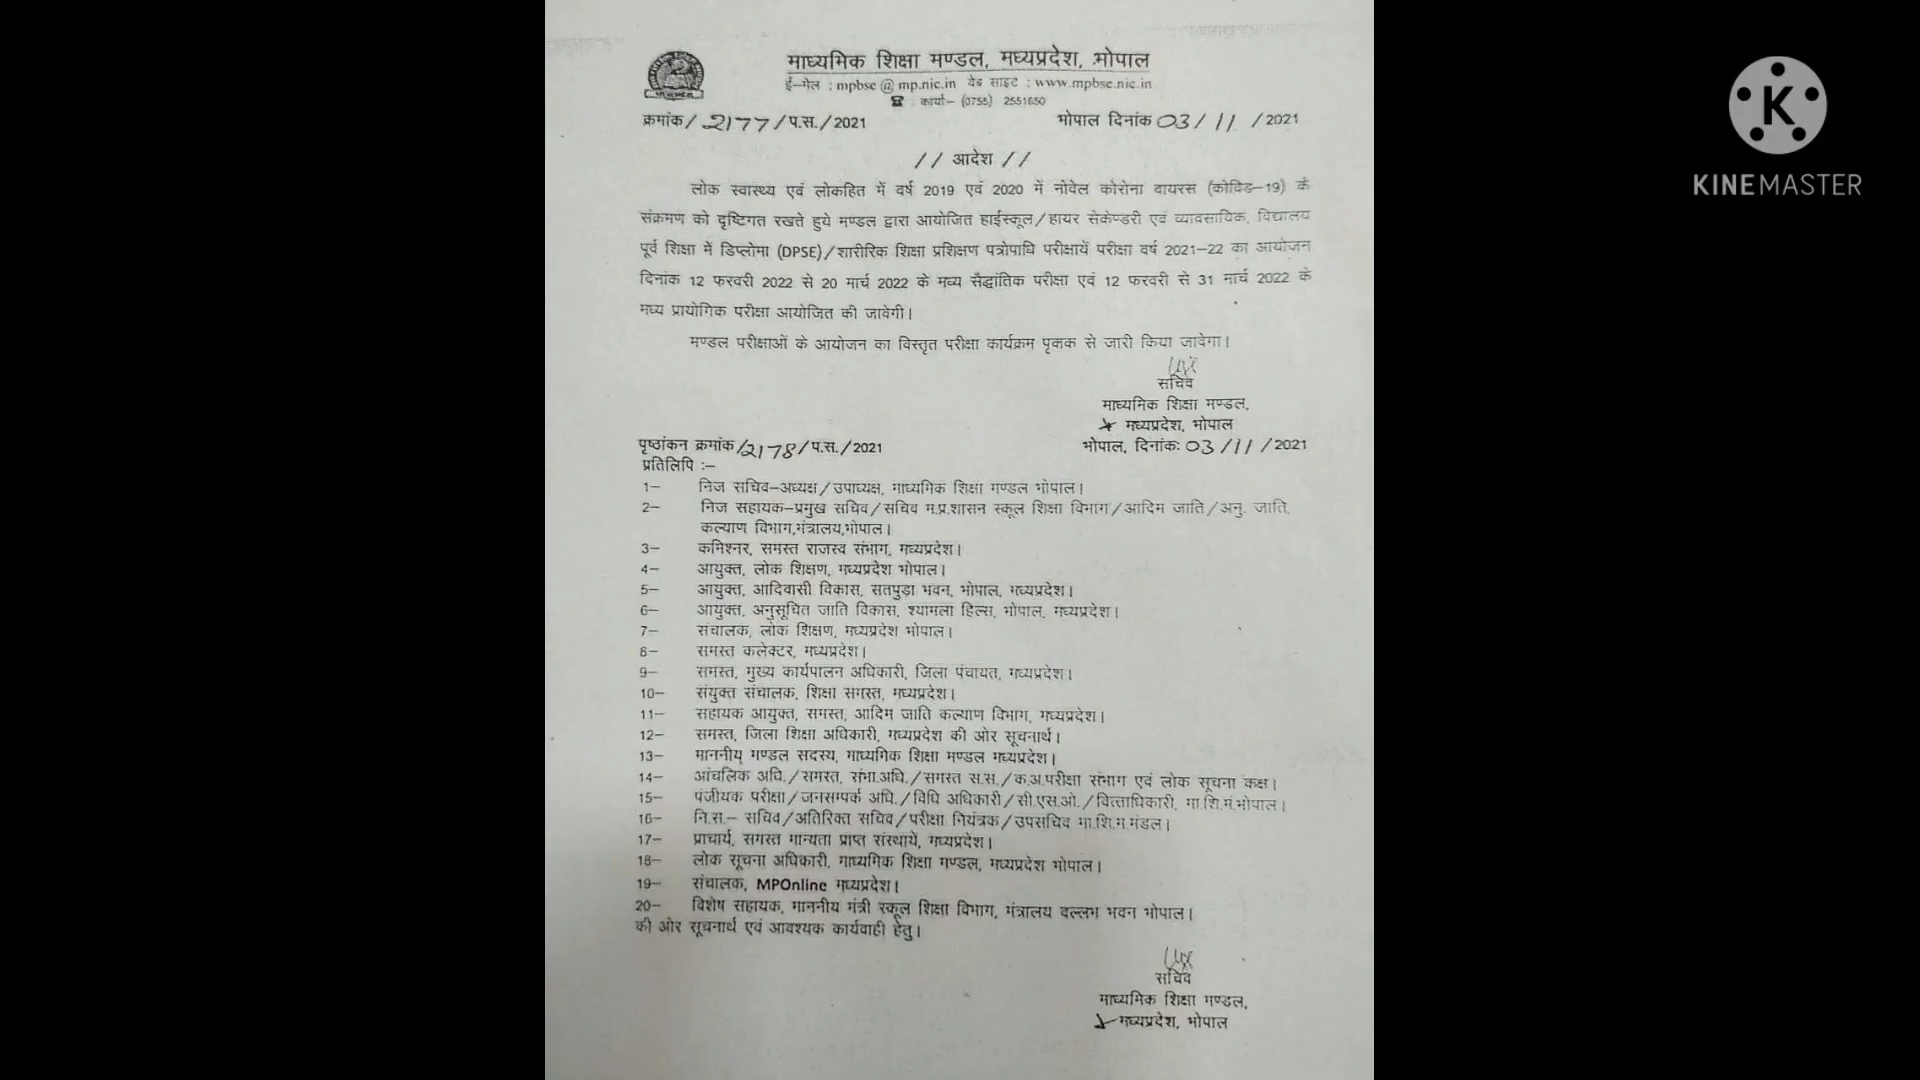 माध्यमिक शिक्षा मण्डल, मध्यप्रदेश, भोपाल
ई-मेल : mpbse@mp.nic.in वेब साइट : www.mpbse.nic.in
☎ कार्या:- (0755) 2551650
क्रमांक/2177/प.स./2021 भोपाल दिनांक 03/11/2021
//आदेश//
लोक स्वास्थ्य एवं लोकहित में वर्ष 2019 एवं 2020 में नोवेल कोरोना वायरस (कोविड-19) के
संक्रमण को दृष्टिगत रखते हुये मण्डल द्वारा आयोजित हाईस्कूल/हायर सेकेण्डरी एवं व्यावसायिक, विद्यालय
पूर्व शिक्षा में डिप्लोमा (DPSE)/शारीरिक शिक्षा प्रशिक्षण पत्रोपाधि परीक्षायें परीक्षा वर्ष 2021-22 का आयोजन
दिनांक 12 फरवरी 2022 से 20 मार्च 2022 के मध्य सैद्धांतिक परीक्षा एवं 12 फरवरी से 31 मार्च 2022 के
मध्य प्रायोगिक परीक्षा आयोजित की जावेगी।
मण्डल परीक्षाओं के आयोजन का विस्तृत परीक्षा कार्यक्रम पृकक से जारी किया जावेगा।
सचिव
माध्यमिक शिक्षा मण्डल,
मध्यप्रदेश, भोपाल
पृष्ठांकन क्रमांक/2178/प.स./2021 भोपाल, दिनांक: 03/11/2021
प्रतिलिपि :-
1- निज सचिव-अध्यक्ष/उपाध्यक्ष, माध्यमिक शिक्षा मण्डल भोपाल।
2- निज सहायक-प्रमुख सचिव/सचिव म.प्र.शासन स्कूल शिक्षा विभाग/आदिम जाति/अनु. जाति,
कल्याण विभाग,मंत्रालय,भोपाल।
3- कमिश्नर, समस्त राजस्व संभाग, मध्यप्रदेश।
4- आयुक्त, लोक शिक्षण, मध्यप्रदेश भोपाल।
5- आयुक्त, आदिवासी विकास, सतपुड़ा भवन, भोपाल, मध्यप्रदेश।
6- आयुक्त, अनुसूचित जाति विकास, श्यामला हिल्स, भोपाल, मध्यप्रदेश।
7- संचालक, लोक शिक्षण, मध्यप्रदेश भोपाल।
8- समस्त कलेक्टर, मध्यप्रदेश।
9- समस्त, मुख्य कार्यपालन अधिकारी, जिला पंचायत, मध्यप्रदेश।
10- संयुक्त संचालक, शिक्षा समस्त, मध्यप्रदेश।
11- सहायक आयुक्त, समस्त, आदिम जाति कल्याण विभाग, मध्यप्रदेश।
12- समस्त, जिला शिक्षा अधिकारी, मध्यप्रदेश की ओर सूचनार्थ।
13- माननीय मण्डल सदस्य, माध्यमिक शिक्षा मण्डल मध्यप्रदेश।
14- आंचलिक अधि./समस्त, संभा.अधि./समस्त स.स./क.अ.परीक्षा संभाग एवं लोक सूचना कक्ष।
15- पंजीयक परीक्षा/जनसम्पर्क अधि./विधि अधिकारी/सी.एस.ओ./वित्ताधिकारी, मा.शि.मं.भोपाल।
16- नि.स.- सचिव/अतिरिक्त सचिव/परीक्षा नियंत्रक/उपसचिव मा.शि.म.मंडल।
17- प्राचार्य, समस्त मान्यता प्राप्त संस्थायें, मध्यप्रदेश।
18- लोक सूचना अधिकारी, माध्यमिक शिक्षा मण्डल, मध्यप्रदेश भोपाल।
19- संचालक, MPOnline मध्यप्रदेश।
20- विशेष सहायक, माननीय मंत्री स्कूल शिक्षा विभाग, मंत्रालय वल्लभ भवन भोपाल।
की ओर सूचनार्थ एवं आवश्यक कार्यवाही हेतु।
सचिव
माध्यमिक शिक्षा मण्डल,
मध्यप्रदेश, भोपाल
K
KINEMASTER